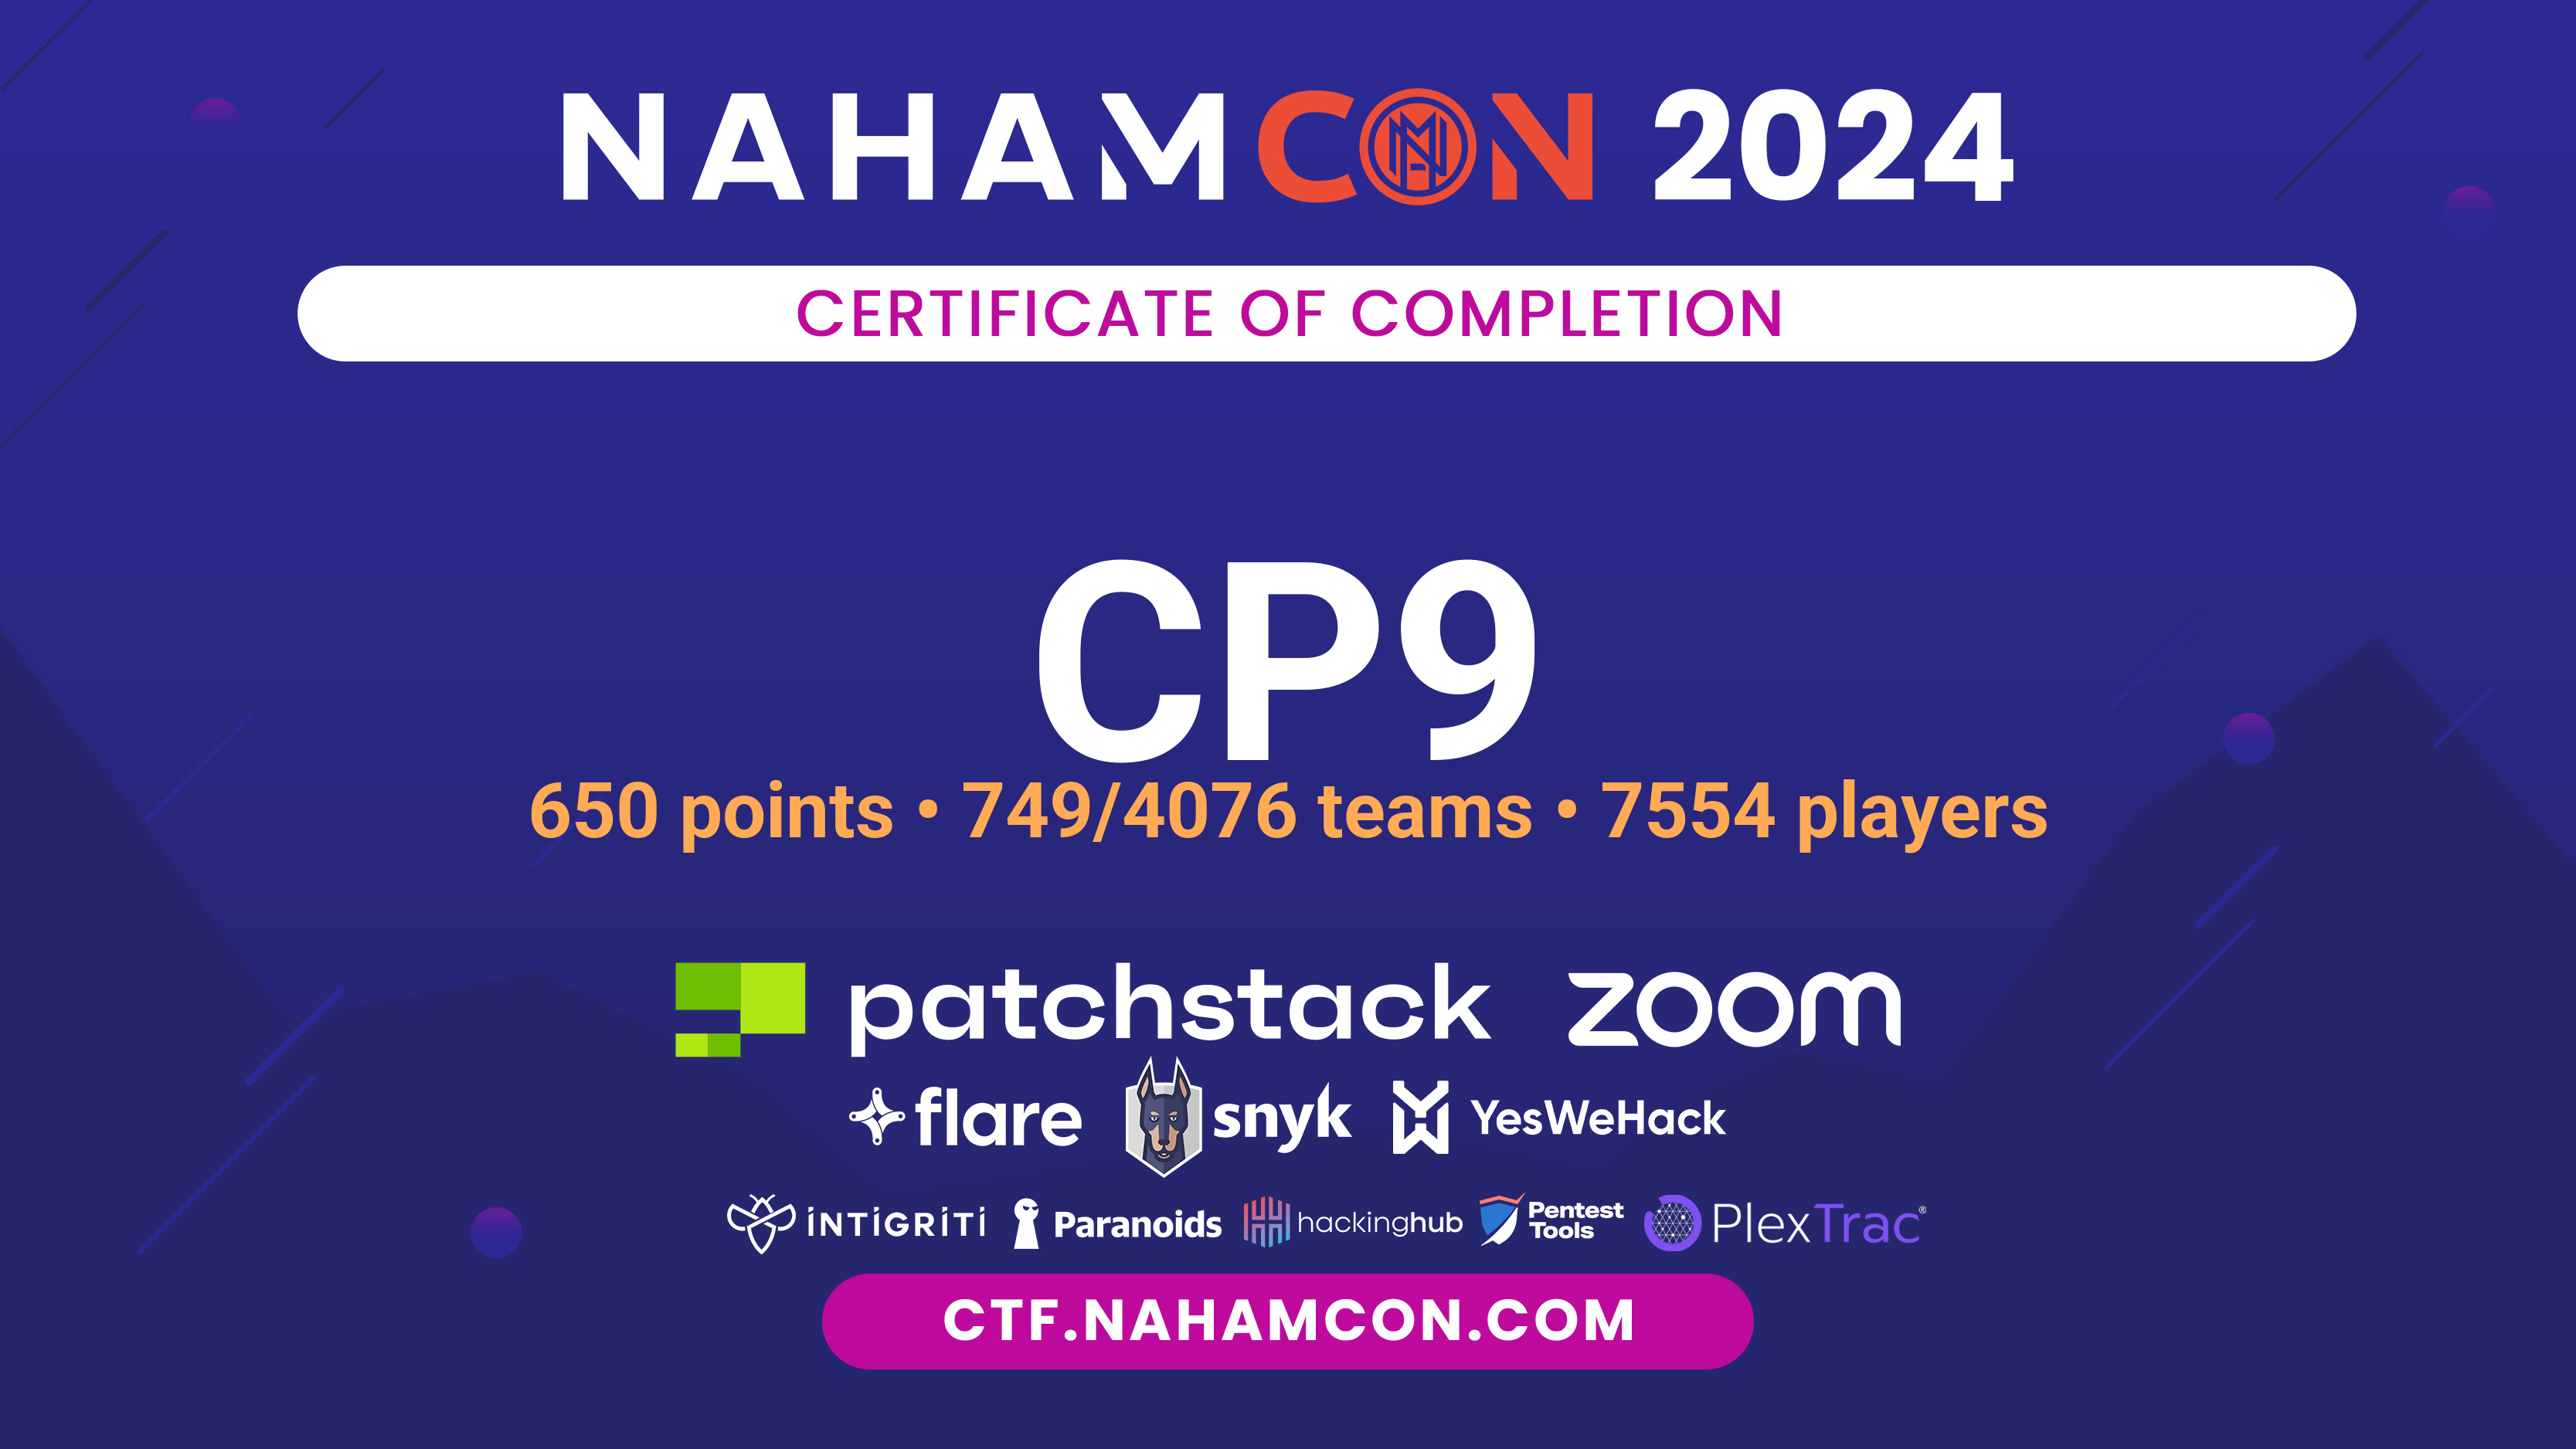 NAHAMCON 2024
CERTIFICATE OF COMPLETION
CP9
650 points • 749/4076 teams • 7554 players
patchstack zoom
flare snyk YesWeHack
INTIGRITI Paranoids hackinghub Pentest Tools PlexTrac®
CTF.NAHAMCON.COM